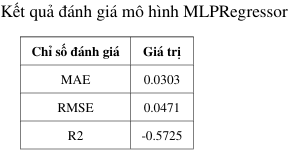 Kết quả đánh giá mô hình MLPRegressor
Chỉ số đánh giá Giá trị
MAE 0.0303
RMSE 0.0471
R2 -0.5725